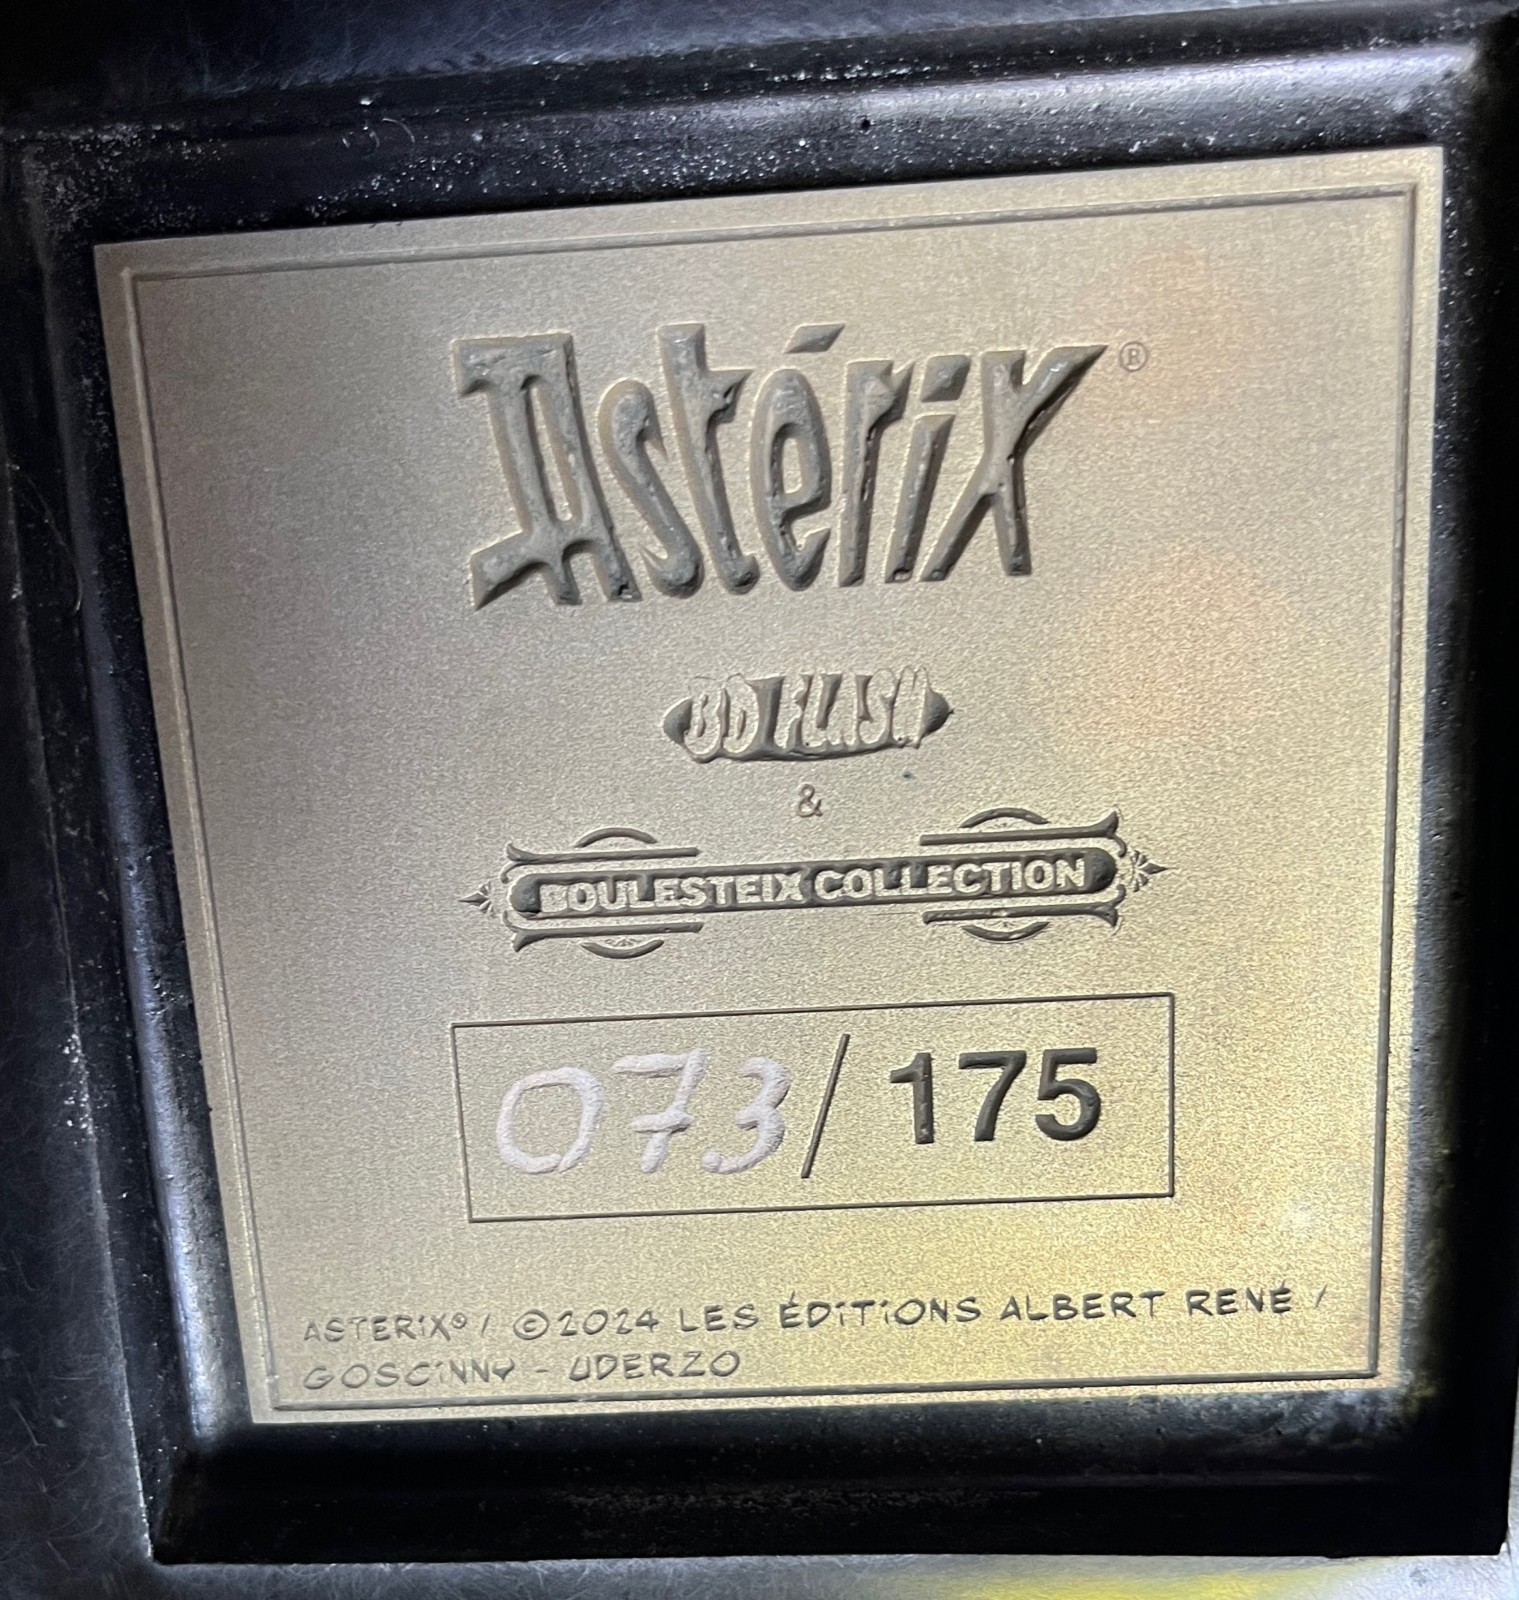 Astérix®
BD FLASH
&
BOULESTEIX COLLECTION
073/175
ASTERIX® / ©2024 LES ÉDITIONS ALBERT RENÉ /
GOSCINNY - UDERZO